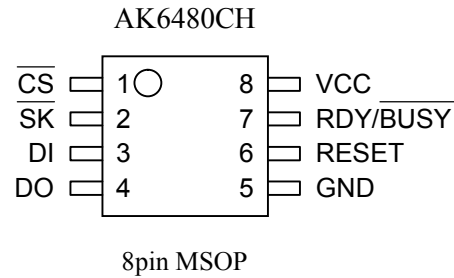 AK6480CH
CS 1 8 VCC
SK 2 7 RDY/BUSY
DI 3 6 RESET
DO 4 5 GND
8pin MSOP